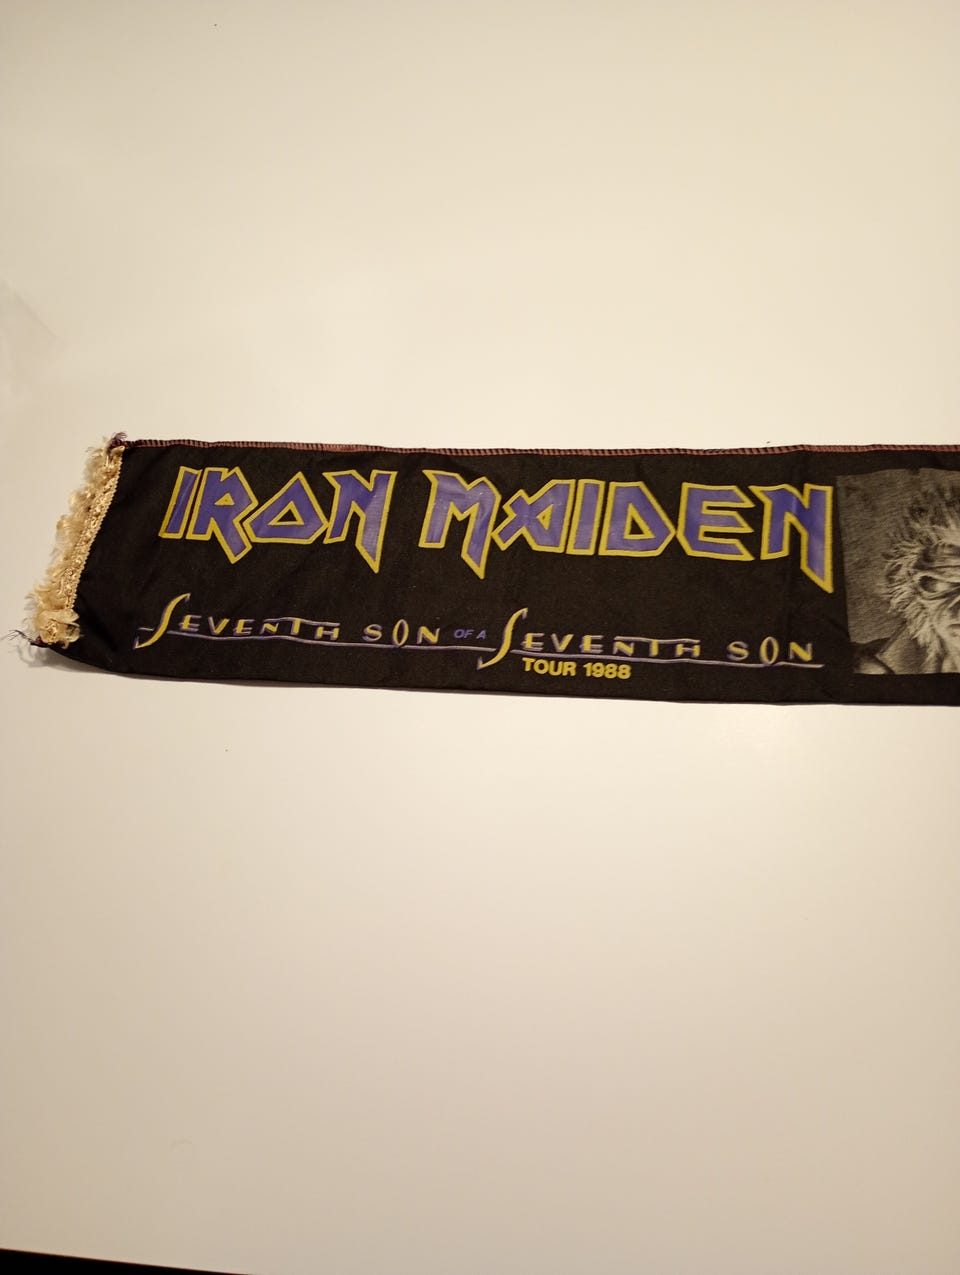 IRON MAIDEN
SEVENTH SON OF A SEVENTH SON
TOUR 1988